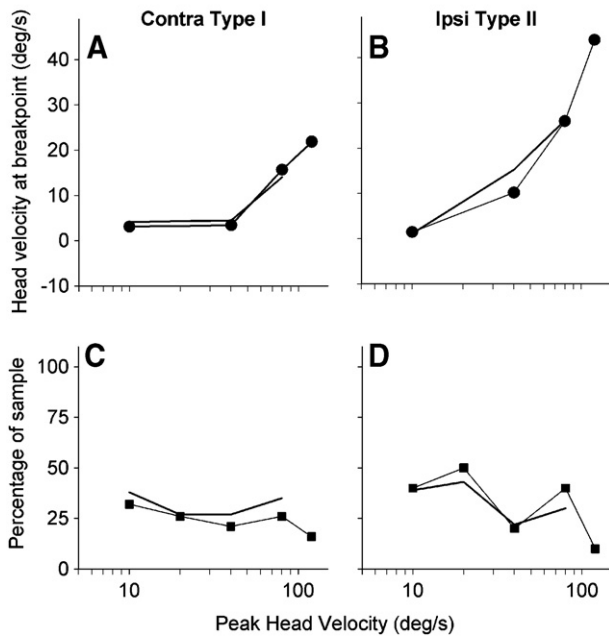 Contra Type I
Ipsi Type II
A
B
Head velocity at breakpoint (deg/s)
40
30
20
10
0
-10
C
D
Percentage of sample
100
75
50
25
0
10
100
10
100
Peak Head Velocity (deg/s)